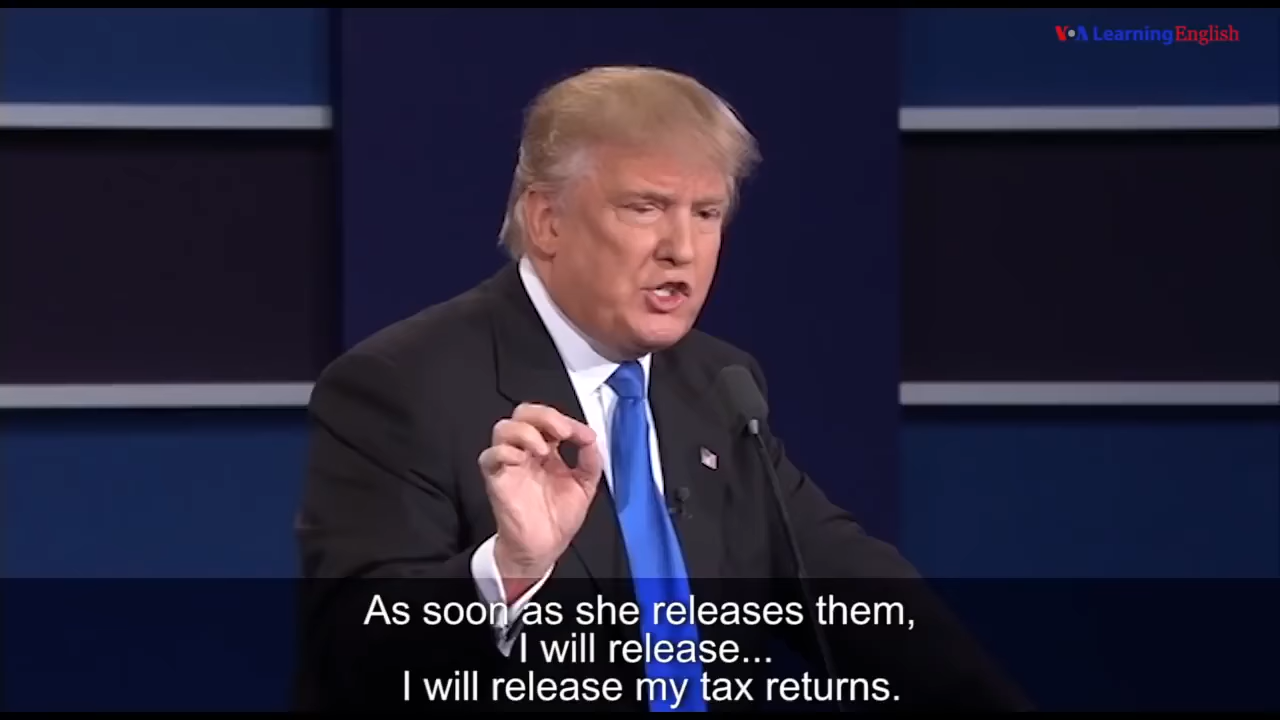 VOA LearningEnglish
As soon as she releases them,
I will release...
I will release my tax returns.